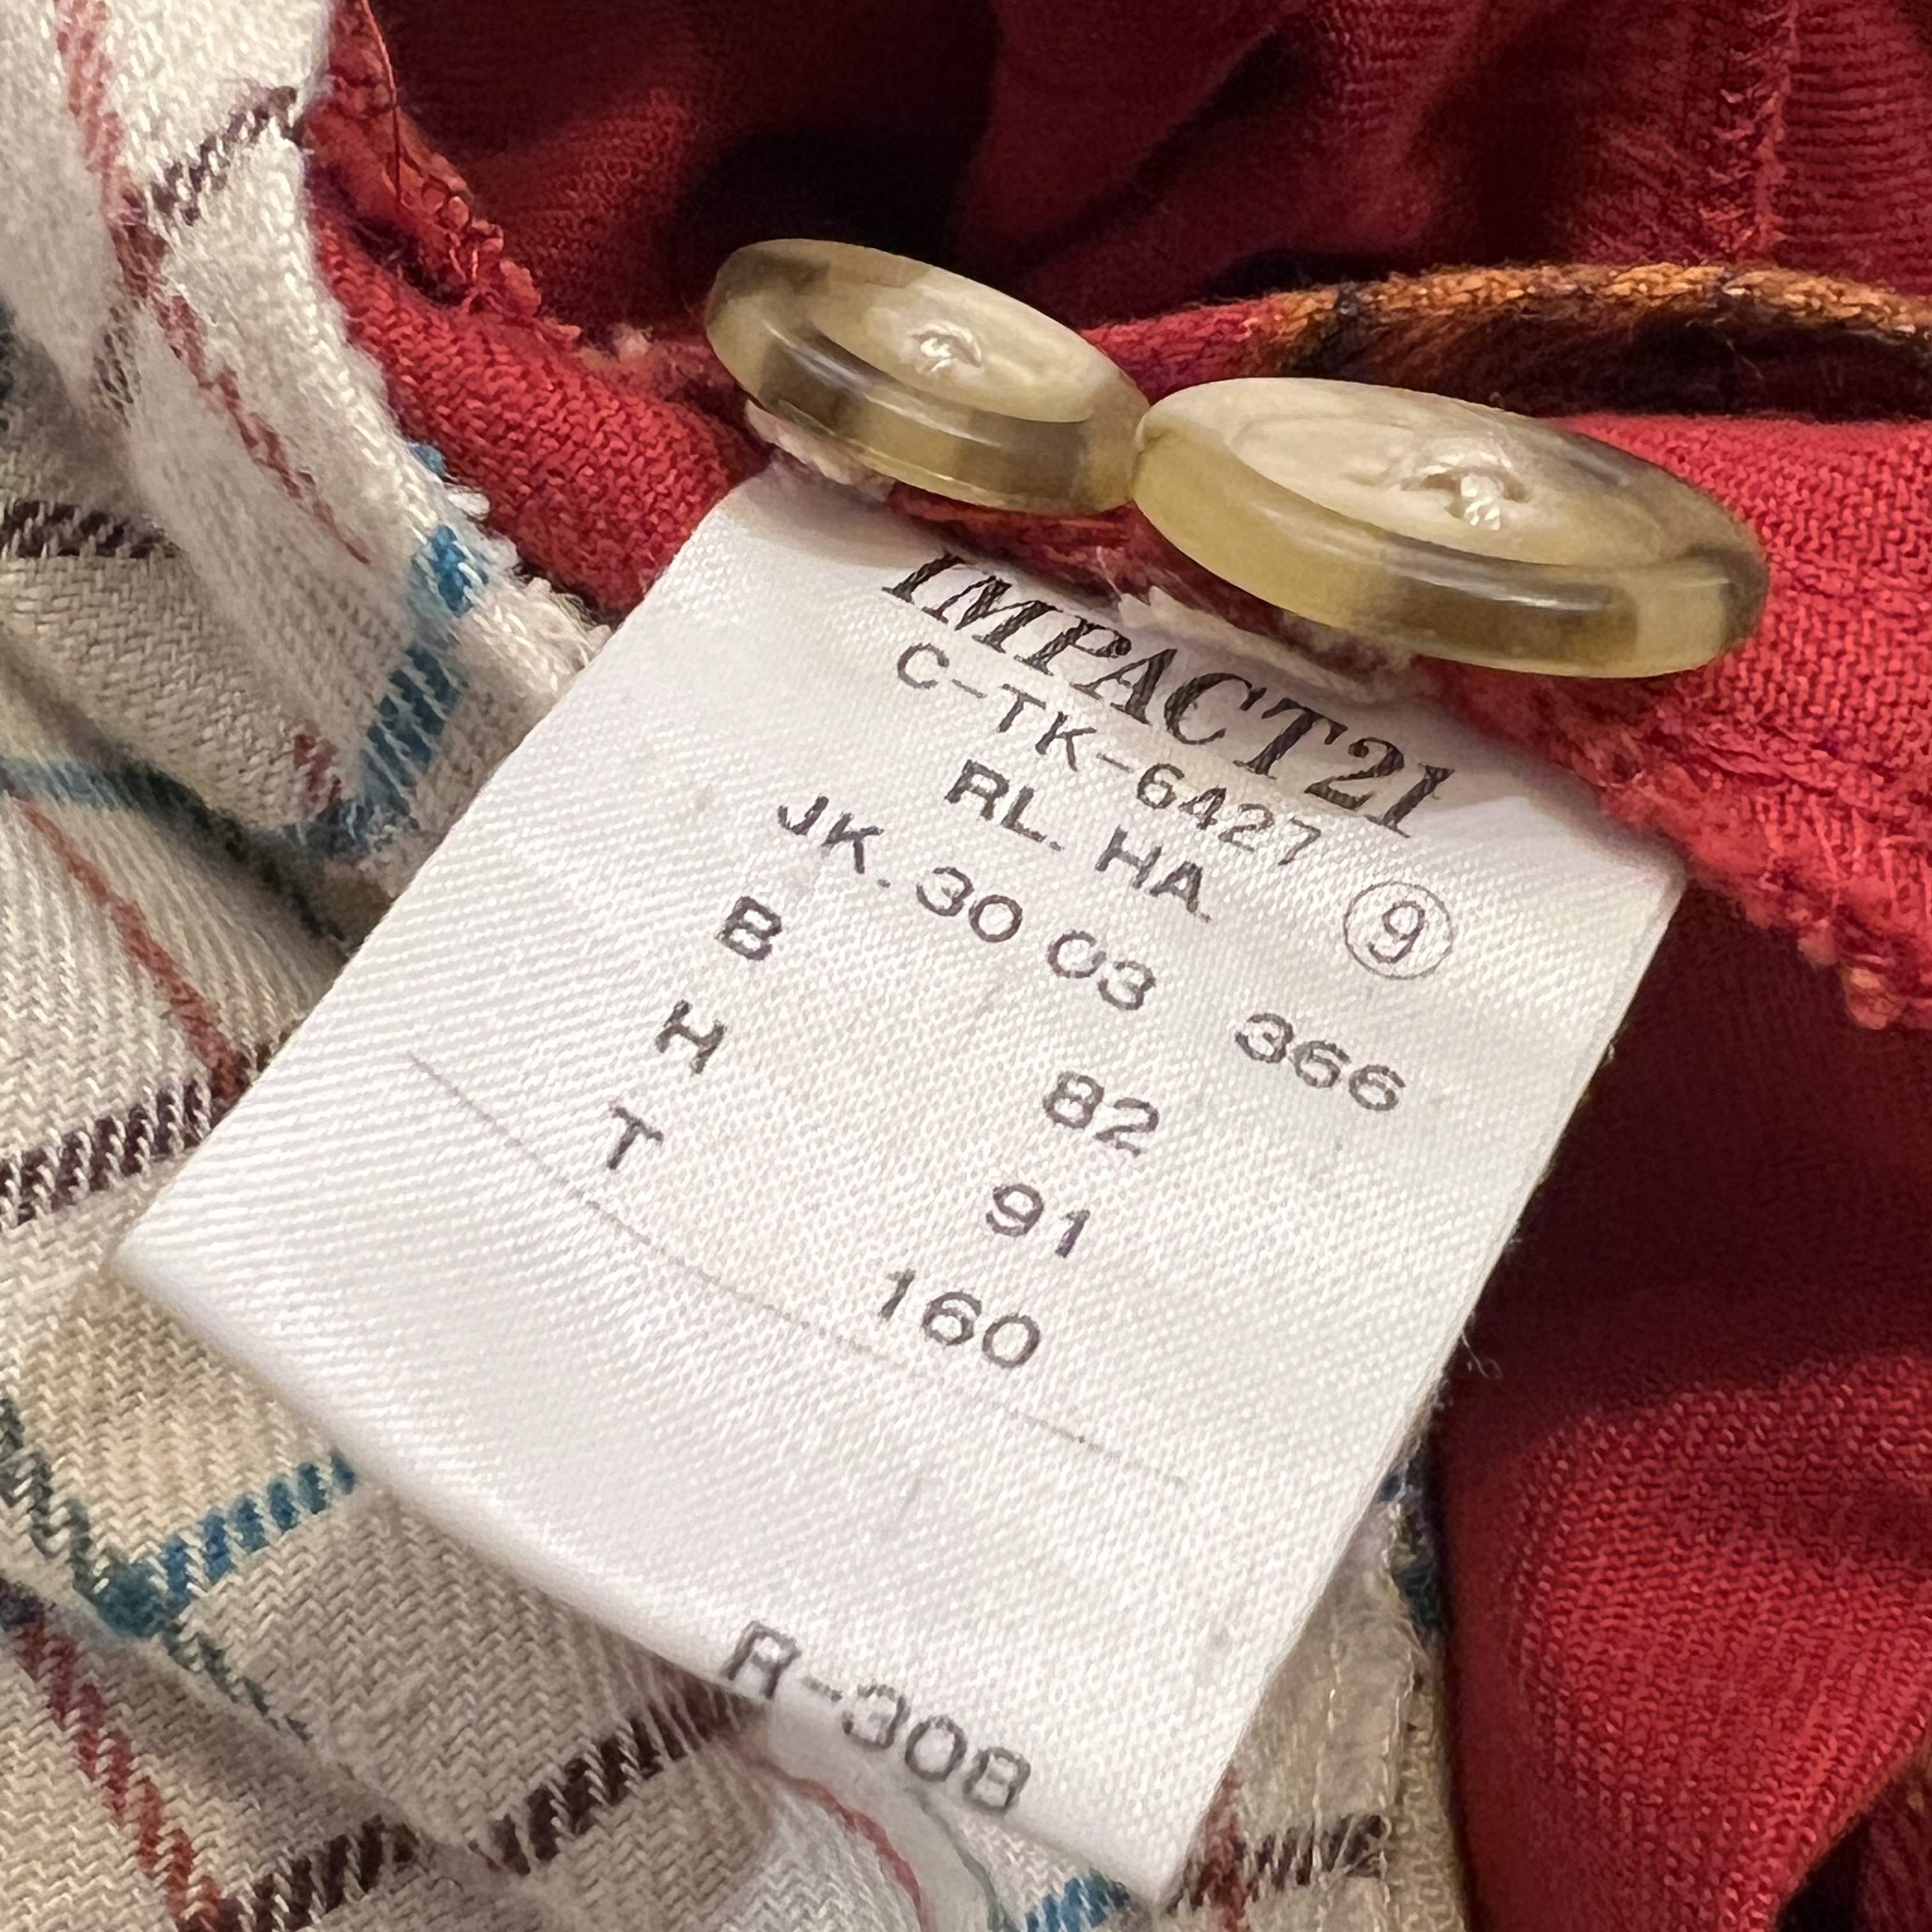 IMPACT21
C-TK-6427
RL. HA. ⑨
JK. 30 03 366
B 82
H 91
T 160
R-308